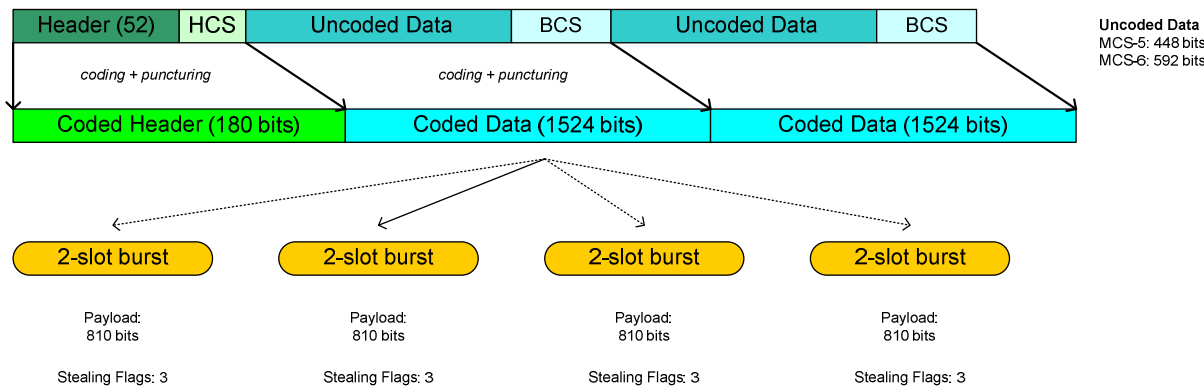 Header (52) HCS Uncoded Data BCS Uncoded Data BCS
Uncoded Data
MCS-5: 448 bits
MCS-6: 592 bits
coding + puncturing coding + puncturing
Coded Header (180 bits) Coded Data (1524 bits) Coded Data (1524 bits)
2-slot burst 2-slot burst 2-slot burst 2-slot burst
Payload: Payload: Payload: Payload:
810 bits 810 bits 810 bits 810 bits
Stealing Flags: 3 Stealing Flags: 3 Stealing Flags: 3 Stealing Flags: 3